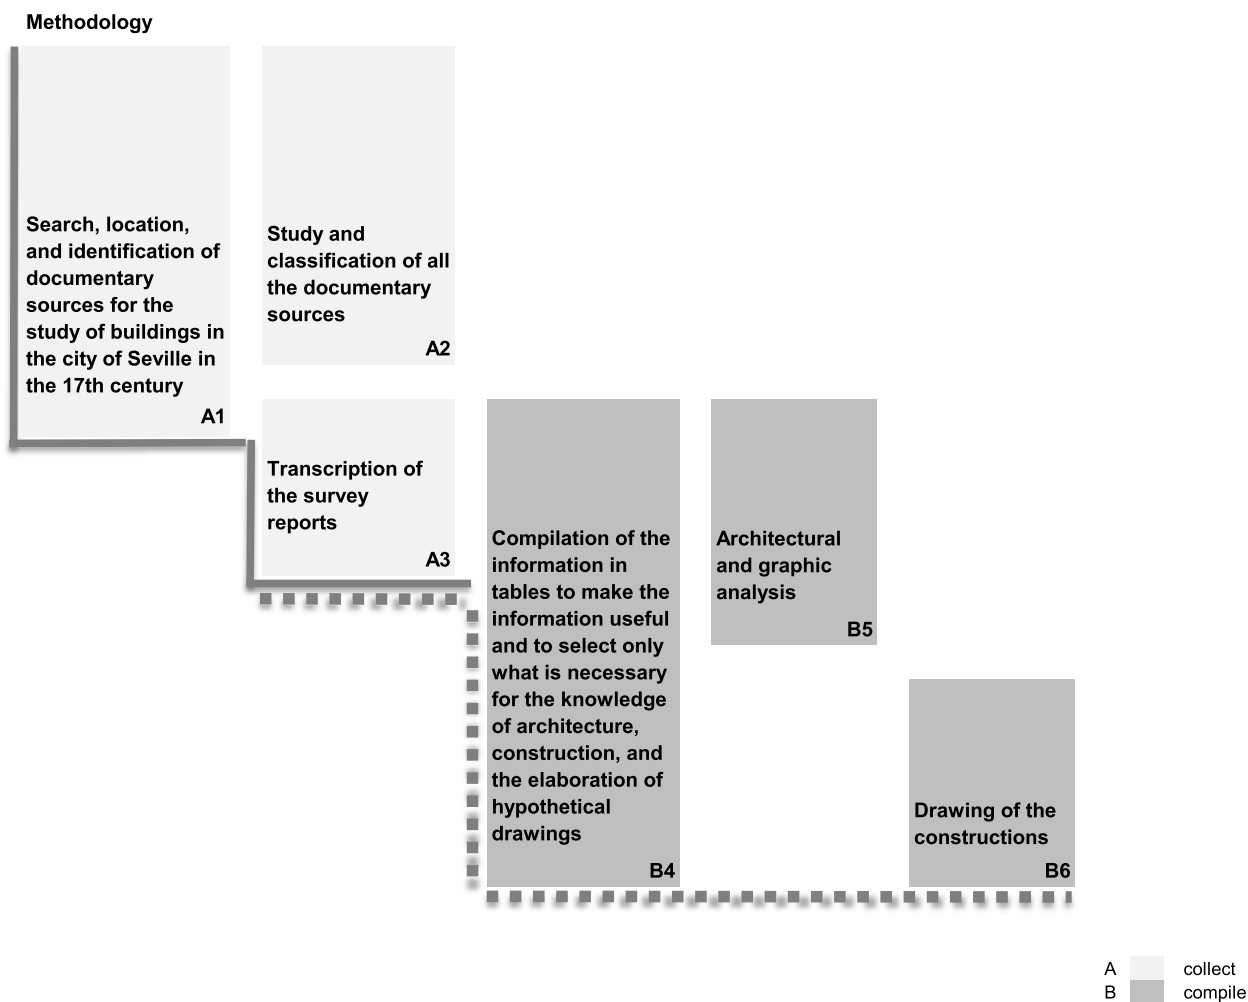 Methodology
Search, location,
and identification of
documentary
sources for the
study of buildings in
the city of Seville in
the 17th century
A1
Study and
classification of all
the documentary
sources
A2
Transcription of
the survey
reports
A3
Compilation of the
information in
tables to make the
information useful
and to select only
what is necessary
for the knowledge
of architecture,
construction, and
the elaboration of
hypothetical
drawings
B4
Architectural
and graphic
analysis
B5
Drawing of the
constructions
B6
A collect
B compile